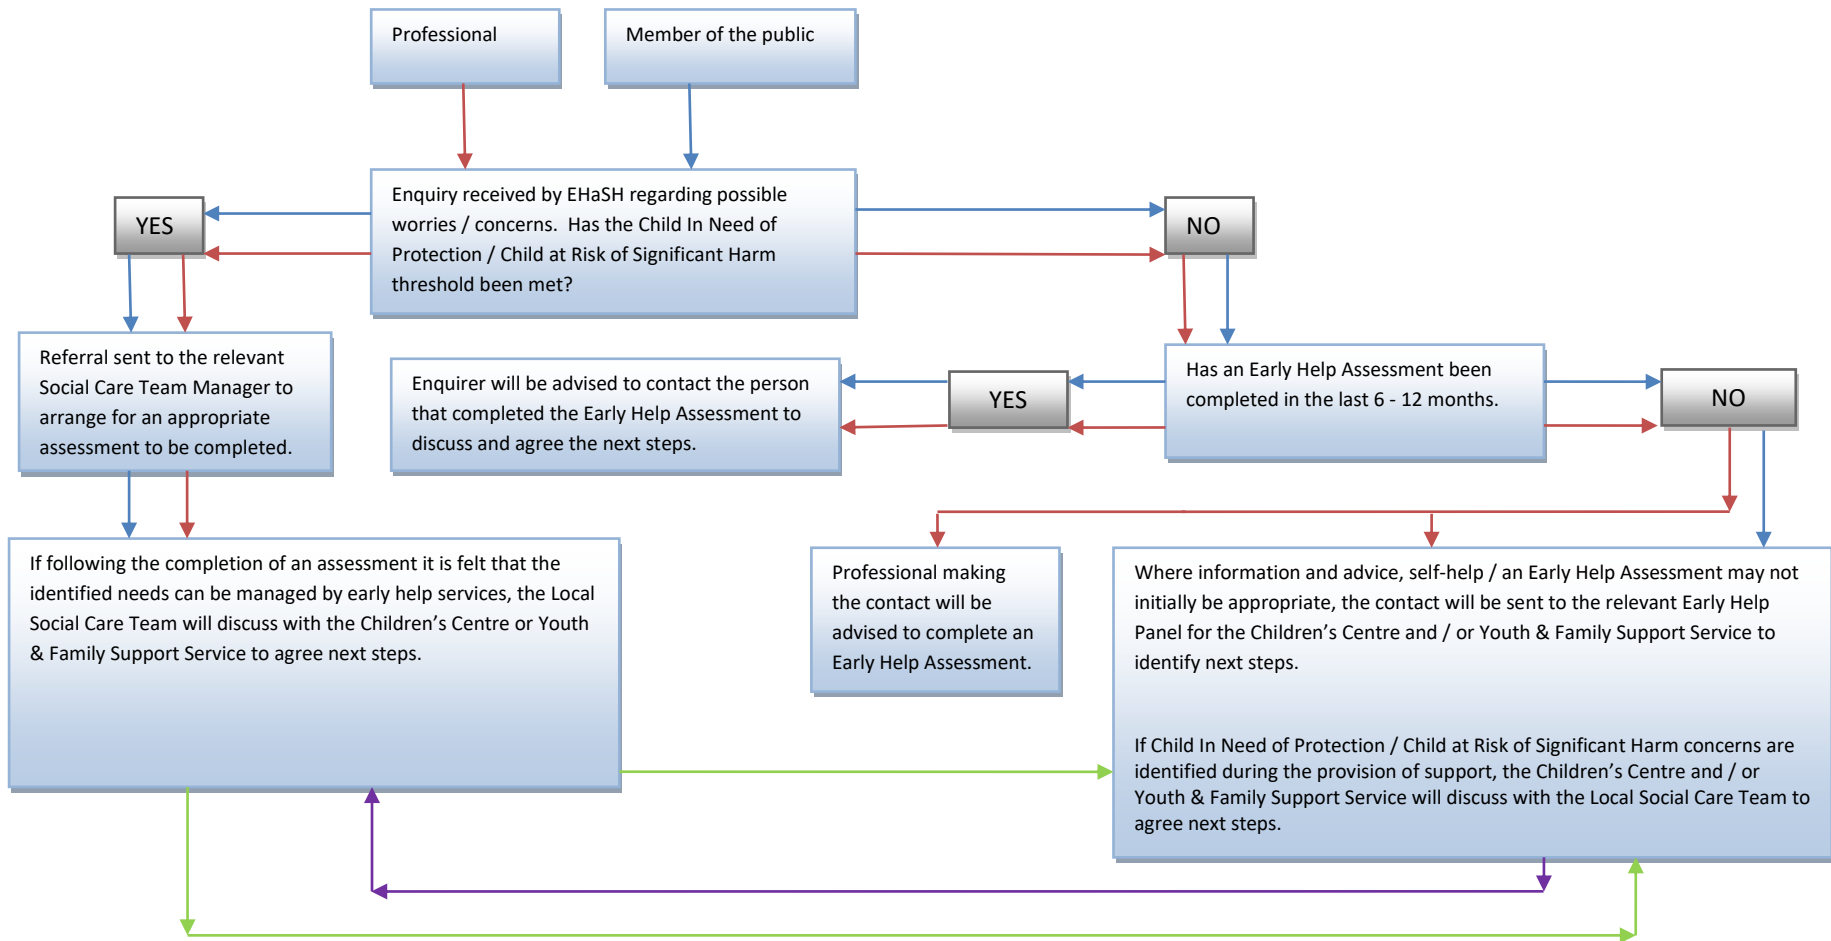 Professional
Member of the public
Enquiry received by EHaSH regarding possible
worries / concerns.  Has the Child In Need of
Protection / Child at Risk of Significant Harm
threshold been met?
YES
NO
Referral sent to the relevant
Social Care Team Manager to
arrange for an appropriate
assessment to be completed.
Enquirer will be advised to contact the person
that completed the Early Help Assessment to
discuss and agree the next steps.
YES
Has an Early Help Assessment been
completed in the last 6 - 12 months.
NO
If following the completion of an assessment it is felt that the
identified needs can be managed by early help services, the Local
Social Care Team will discuss with the Children’s Centre or Youth
& Family Support Service to agree next steps.
Professional making
the contact will be
advised to complete an
Early Help Assessment.
Where information and advice, self-help / an Early Help Assessment may not
initially be appropriate, the contact will be sent to the relevant Early Help
Panel for the Children’s Centre and / or Youth & Family Support Service to
identify next steps.
If Child In Need of Protection / Child at Risk of Significant Harm concerns are
identified during the provision of support, the Children’s Centre and / or
Youth & Family Support Service will discuss with the Local Social Care Team to
agree next steps.